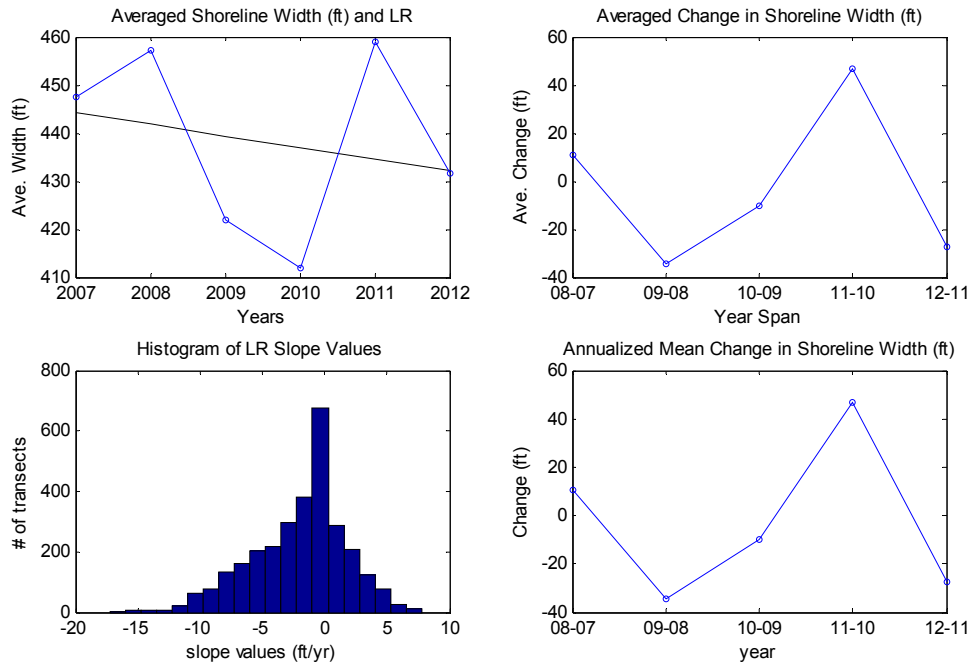 Averaged Shoreline Width (ft) and LR
460
450
440
430
420
410
2007 2008 2009 2010 2011 2012
Ave. Width (ft)
Years
Averaged Change in Shoreline Width (ft)
60
40
20
0
-20
-40
08-07 09-08 10-09 11-10 12-11
Ave. Change (ft)
Year Span
Histogram of LR Slope Values
800
600
400
200
0
-20 -15 -10 -5 0 5 10
# of transects
slope values (ft/yr)
Annualized Mean Change in Shoreline Width (ft)
60
40
20
0
-20
-40
08-07 09-08 10-09 11-10 12-11
Change (ft)
year